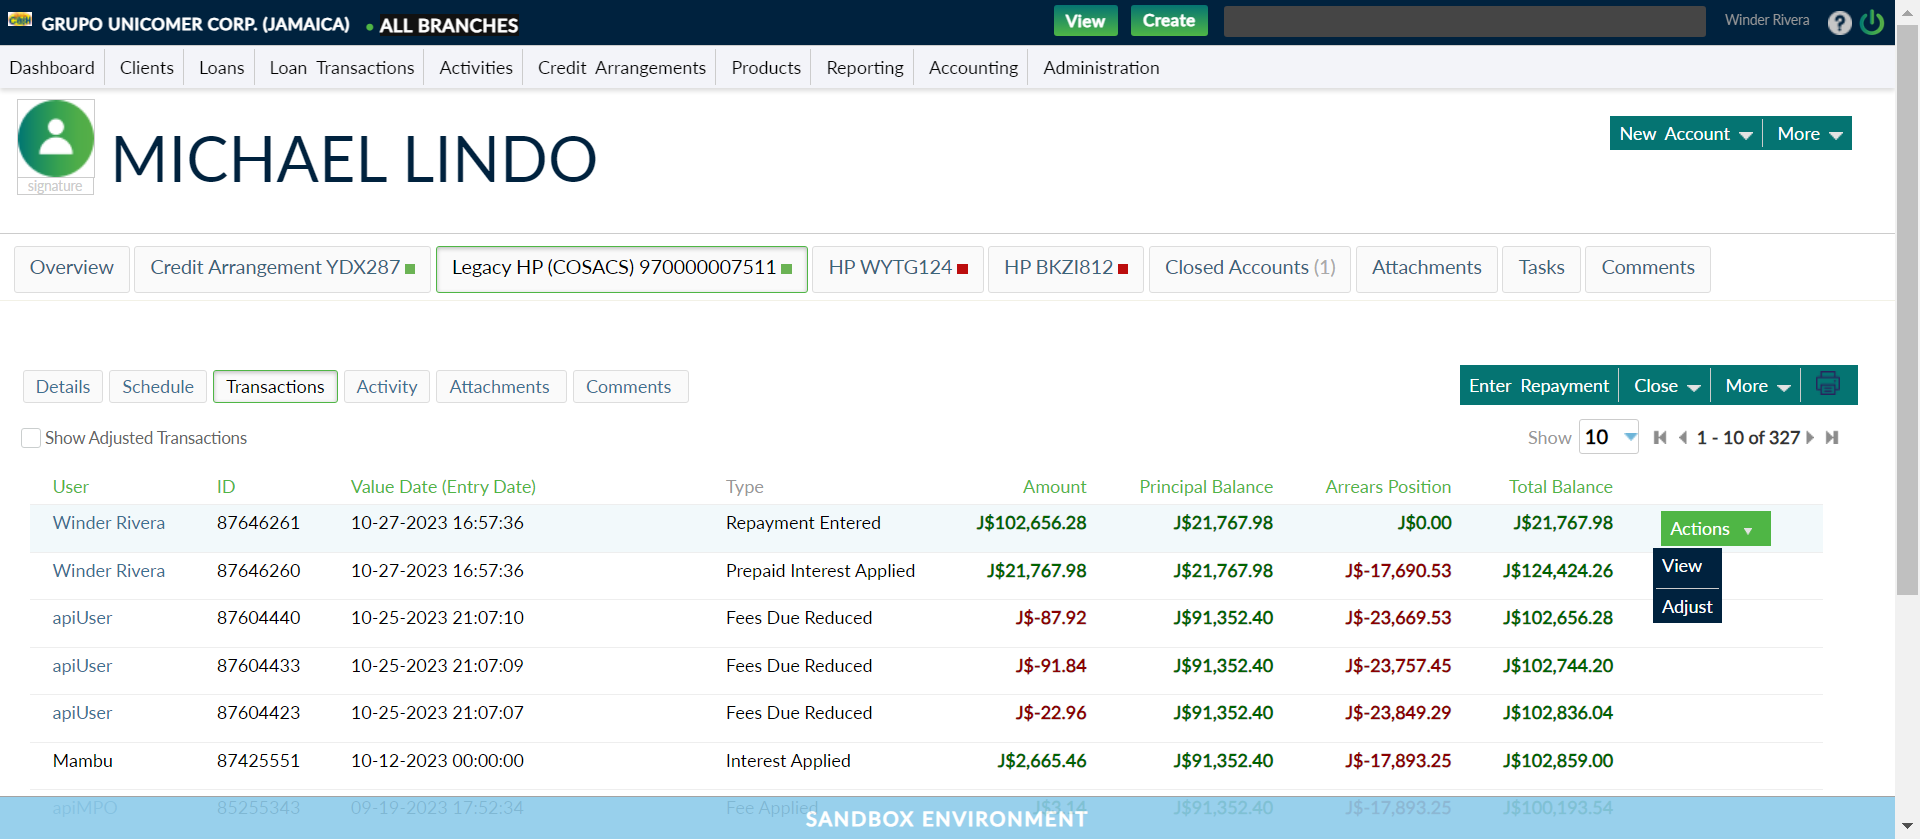 GRUPO UNICOMER CORP. (JAMAICA) • ALL BRANCHES View Create Winder Rivera ?
Dashboard Clients Loans Loan Transactions Activities Credit Arrangements Products Reporting Accounting Administration
MICHAEL LINDO
signature
New Account More
Overview Credit Arrangement YDX287 Legacy HP (COSACS) 970000007511 HP WYTG124 HP BKZI812 Closed Accounts (1) Attachments Tasks Comments
Details Schedule Transactions Activity Attachments Comments Enter Repayment Close More
Show Adjusted Transactions Show 10 1 - 10 of 327
User ID Value Date (Entry Date) Type Amount Principal Balance Arrears Position Total Balance
Winder Rivera 87646261 10-27-2023 16:57:36 Repayment Entered J$102,656.28 J$21,767.98 J$0.00 J$21,767.98 Actions
Winder Rivera 87646260 10-27-2023 16:57:36 Prepaid Interest Applied J$21,767.98 J$21,767.98 J$-17,690.53 J$124,424.26 View
apiUser 87604440 10-25-2023 21:07:10 Fees Due Reduced J$-87.92 J$91,352.40 J$-23,669.53 J$102,656.28 Adjust
apiUser 87604433 10-25-2023 21:07:09 Fees Due Reduced J$-91.84 J$91,352.40 J$-23,757.45 J$102,744.20
apiUser 87604423 10-25-2023 21:07:07 Fees Due Reduced J$-22.96 J$91,352.40 J$-23,849.29 J$102,836.04
Mambu 87425551 10-12-2023 00:00:00 Interest Applied J$2,665.46 J$91,352.40 J$-17,893.25 J$102,859.00
apiMPO 85255343 09-19-2023 17:52:34 Fee Applied J$3.14 J$91,352.40 J$-17,893.25 J$100,193.54
SANDBOX ENVIRONMENT